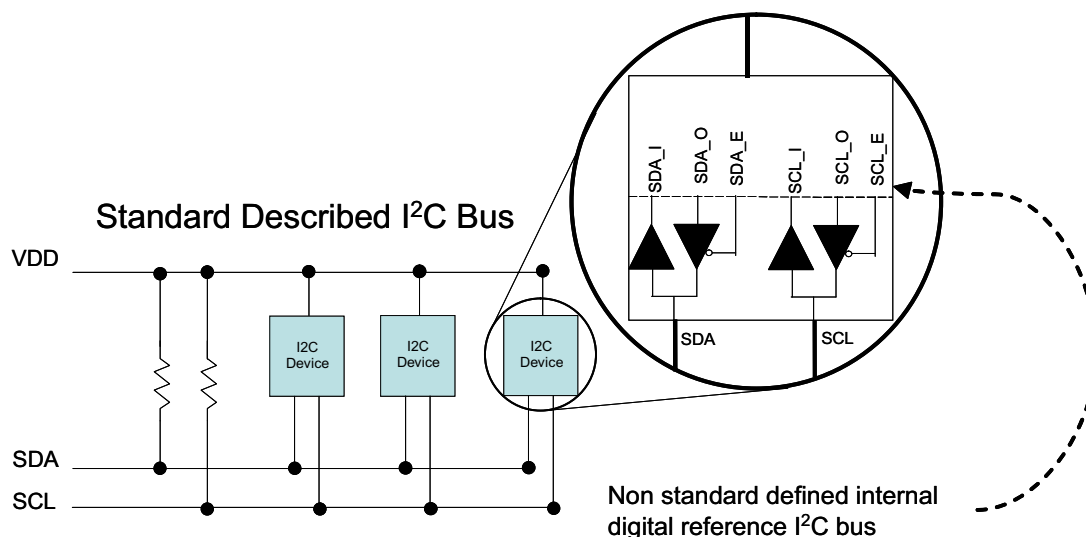 SDA_I
SDA_O
SDA_E
SCL_I
SCL_O
SCL_E
Standard Described I²C Bus
VDD
I2C
Device
I2C
Device
I2C
Device
SDA
SCL
SDA
SCL
Non standard defined internal
digital reference I²C bus